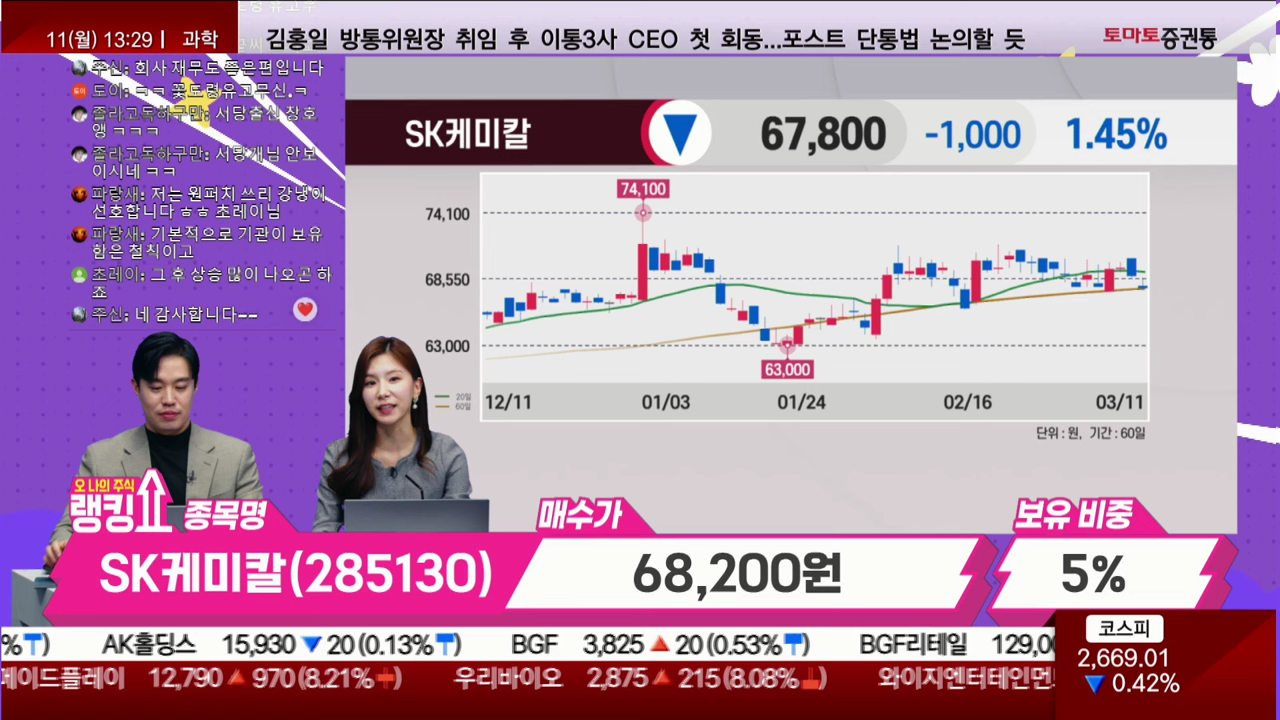 11(월) 13:29
과학
김홍일 방통위원장 취임 후 이통3사 CEO 첫 회동...포스트 단통법 논의할 듯
토마토증권통
주신: 회사 재무로 좋은편입니다
토이
도이: ㅋㅋ 꽃도령유고무신.ㅋ
졸라고독하구만: 서당출신 창호
앵 ㅋㅋㅋ
졸라고독하구만: 서당개님 안보
이시네 ㅋㅋ
파랑새: 저는 원퍼치 쓰리 강냉이
선호합니다 ㅎㅎ 초레이님
파랑새: 기본적으로 기관이 보유
함은 철칙이고
초레이: 그 후 상승 많이 나오곤 하
죠
주신: 네 감사합니다~~
SK케미칼
67,800
-1,000
1.45%
74,100
74,100
68,550
63,000
63,000
20일
60일
12/11
01/03
01/24
02/16
03/11
단위 : 원, 기간 : 60일
오 나의 주식
랭킹
종목명
매수가
보유 비중
SK케미칼(285130)
68,200원
5%
%
AK홀딩스 15,930 ▼ 20 (0.13%
BGF 3,825 ▲ 20 (0.53%
BGF리테일 129,00
메이드플레이 12,790 ▲ 970 (8.21%
우리바이오 2,875 ▲ 215 (8.08%
와이지엔터테인먼트
코스피
2,669.01
▼ 0.42%